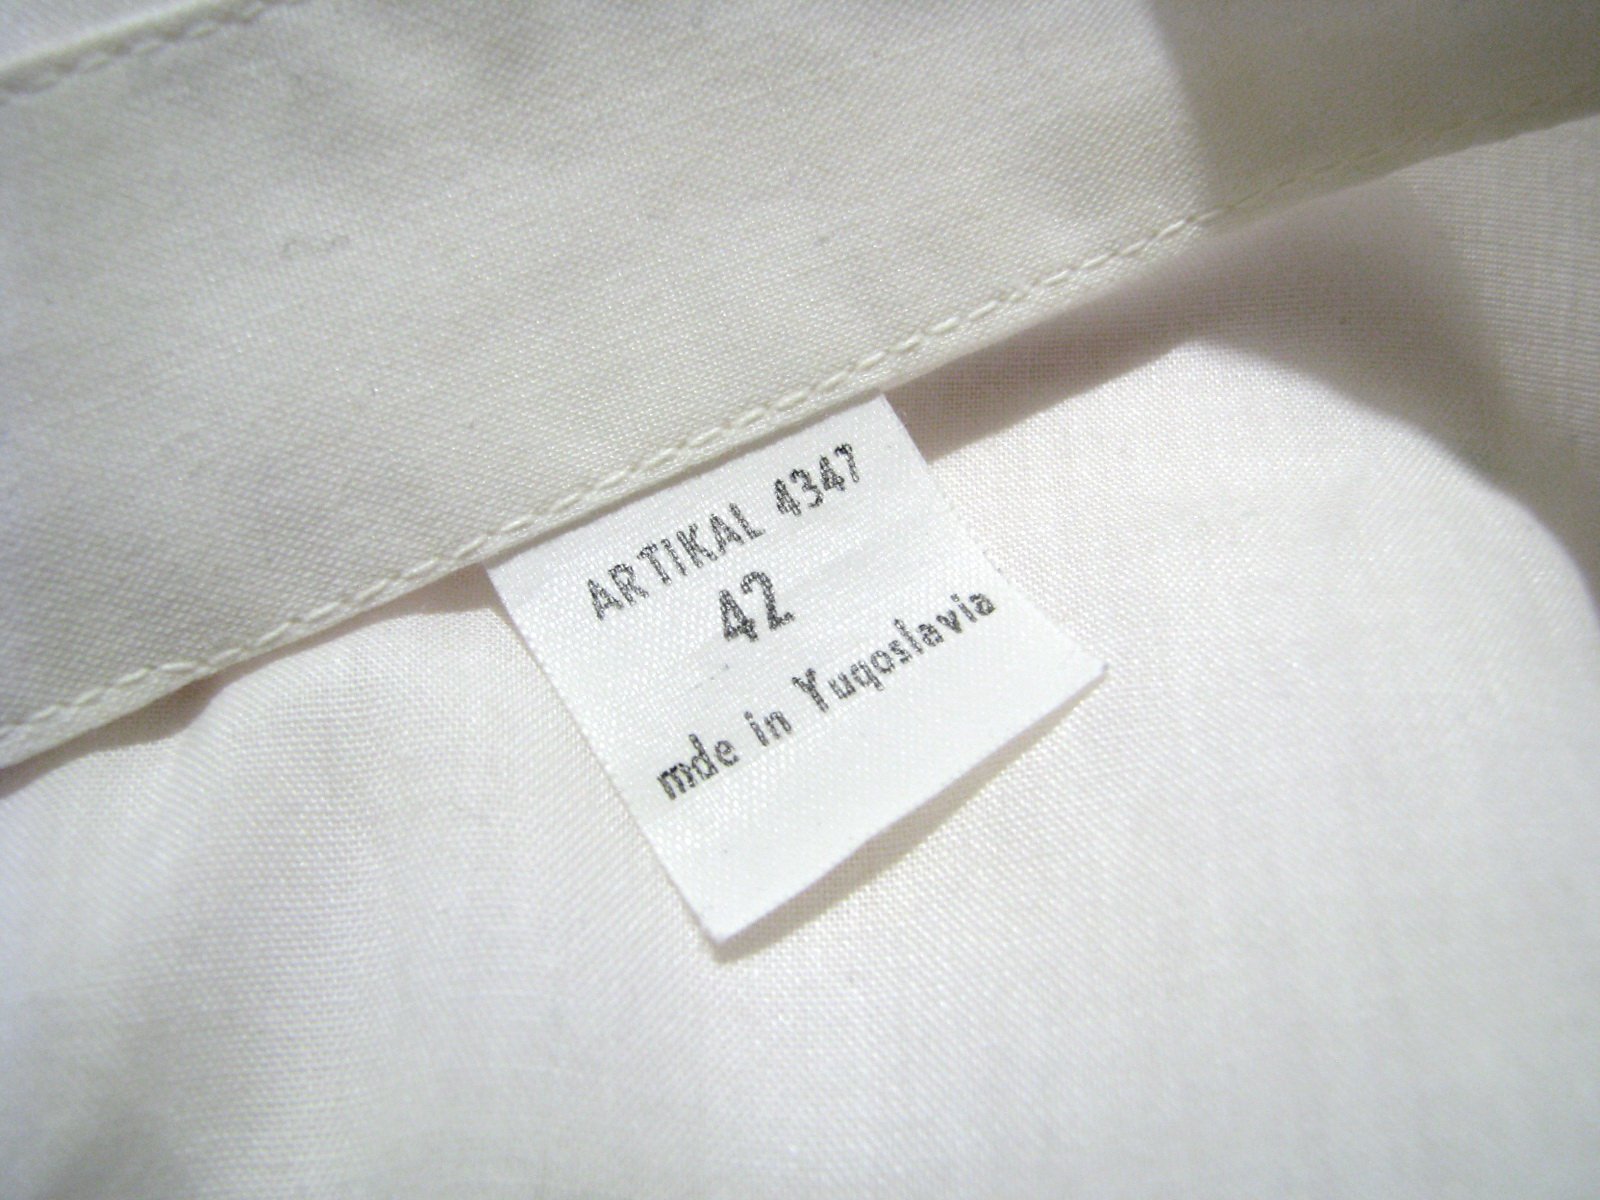 ARTIKAL 4347
42
mde in Yugoslavia